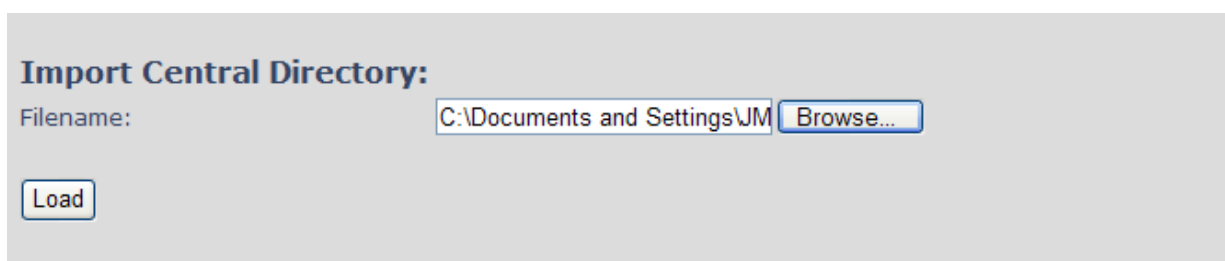 Import Central Directory:
Filename: C:\Documents and Settings\JM Browse...
Load